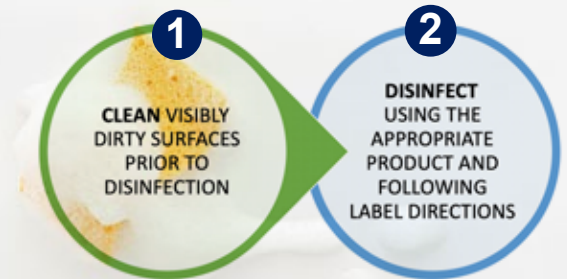 1
CLEAN VISIBLY
DIRTY SURFACES
PRIOR TO
DISINFECTION
2
DISINFECT
USING THE
APPROPRIATE
PRODUCT AND
FOLLOWING
LABEL DIRECTIONS